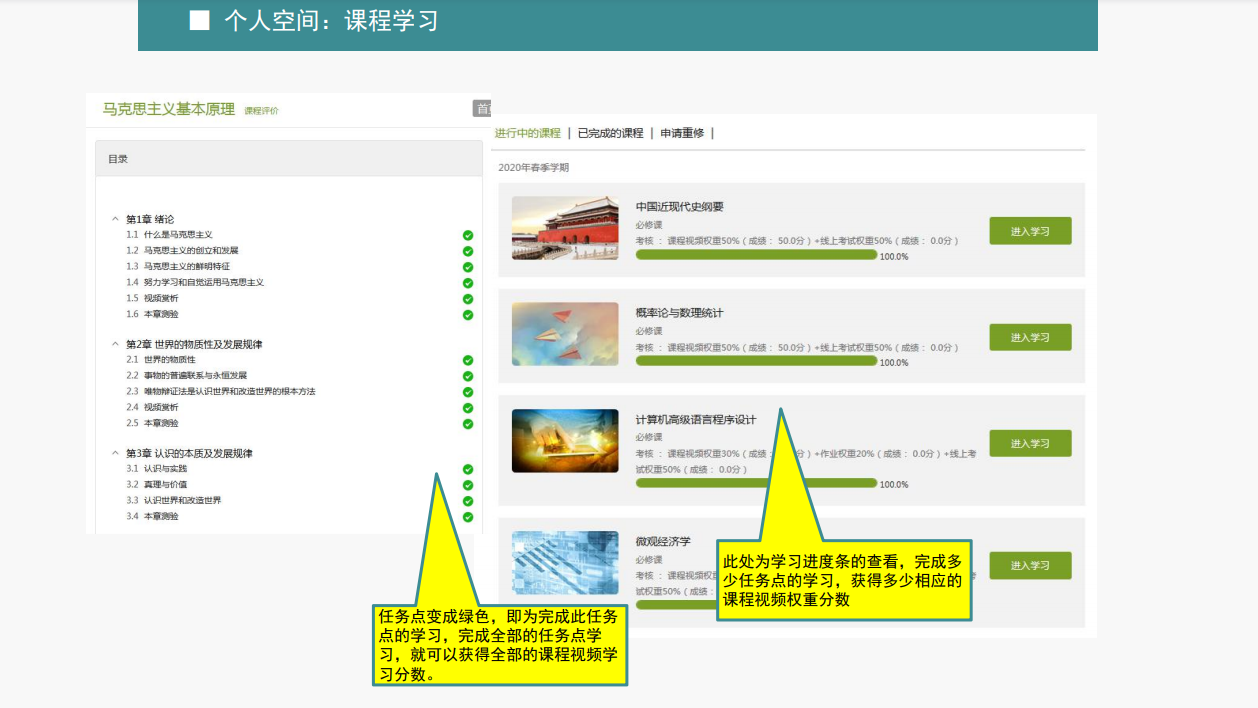 ■ 个人空间：课程学习
马克思主义基本原理 课程评价
目录
第1章 绪论
1.1 什么是马克思主义
1.2 马克思主义的创立和发展
1.3 马克思主义的鲜明特征
1.4 努力学习和自觉运用马克思主义
1.5 视频赏析
1.6 本章测验
第2章 世界的物质性及发展规律
2.1 世界的物质性
2.2 事物的普遍联系与永恒发展
2.3 唯物辩证法是认识世界和改造世界的根本方法
2.4 视频赏析
2.5 本章测验
第3章 认识的本质及发展规律
3.1 认识与实践
3.2 真理与价值
3.3 认识世界和改造世界
3.4 本章测验
任务点变成绿色，即为完成此任务
点的学习，完成全部的任务点学
习，就可以获得全部的课程视频学
习分数。
首
进行中的课程 | 已完成的课程 | 申请重修 |
2020年春季学期
中国近现代史纲要
必修课
考核 ： 课程视频权重50%（成绩： 50.0分）+线上考试权重50%（成绩： 0.0分）
100.0%
进入学习
概率论与数理统计
必修课
考核 ： 课程视频权重50%（成绩： 50.0分）+线上考试权重50%（成绩： 0.0分）
100.0%
进入学习
计算机高级语言程序设计
必修课
考核 ： 课程视频权重30%（成绩： 分）+作业权重20%（成绩： 0.0分）+线上考
试权重50%（成绩： 0.0分）
100.0%
进入学习
微观经济学
必修课
考核 ： 课程视频权
试权重50%（成绩：
进入学习
此处为学习进度条的查看，完成多
少任务点的学习，获得多少相应的
课程视频权重分数